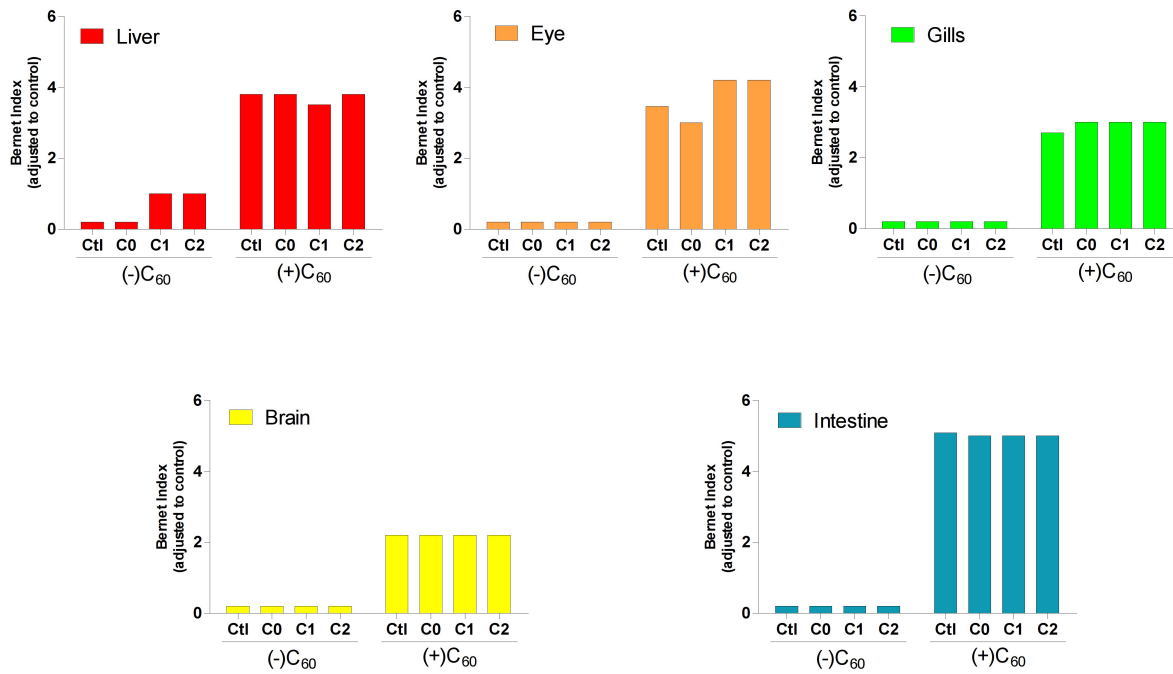 Liver
Bernet Index
(adjusted to control)
6
4
2
0
Ctl C0 C1 C2 Ctl C0 C1 C2
(-)C₆₀ (+)C₆₀
Eye
Bernet Index
(adjusted to control)
6
4
2
0
Ctl C0 C1 C2 Ctl C0 C1 C2
(-)C₆₀ (+)C₆₀
Gills
Bernet Index
(adjusted to control)
6
4
2
0
Ctl C0 C1 C2 Ctl C0 C1 C2
(-)C₆₀ (+)C₆₀
Brain
Bernet Index
(adjusted to control)
6
4
2
0
Ctl C0 C1 C2 Ctl C0 C1 C2
(-)C₆₀ (+)C₆₀
Intestine
Bernet Index
(adjusted to control)
6
4
2
0
Ctl C0 C1 C2 Ctl C0 C1 C2
(-)C₆₀ (+)C₆₀